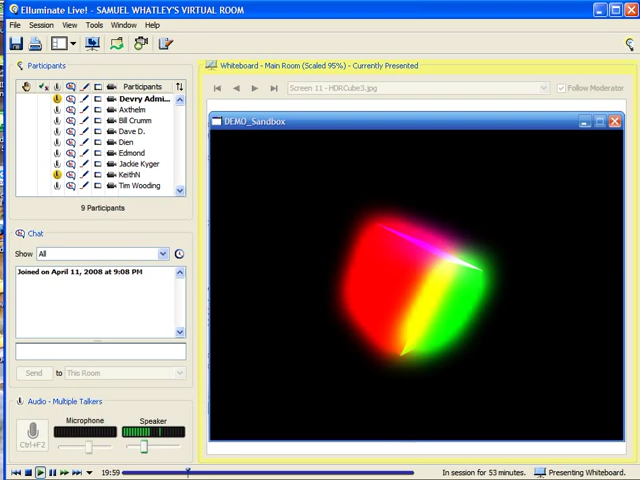 Elluminate Live! - SAMUEL WHATLEY'S VIRTUAL ROOM
File Session View Tools Window Help
Participants
Participants
Devry Admi...
Axthelm
Bill Crumm
Dave D.
Dien
Edmond
Jackie Kyger
KeithN
Tim Wooding
9 Participants
Chat
Show All
Joined on April 11, 2008 at 9:08 PM
Send to This Room
Audio - Multiple Talkers
Microphone Speaker
Ctrl+F2
Whiteboard - Main Room (Scaled 95%) - Currently Presented
Screen 11 - HDRCube3.jpg Follow Moderator
DEMO_Sandbox
19:59 In session for 53 minutes. Presenting Whiteboard.